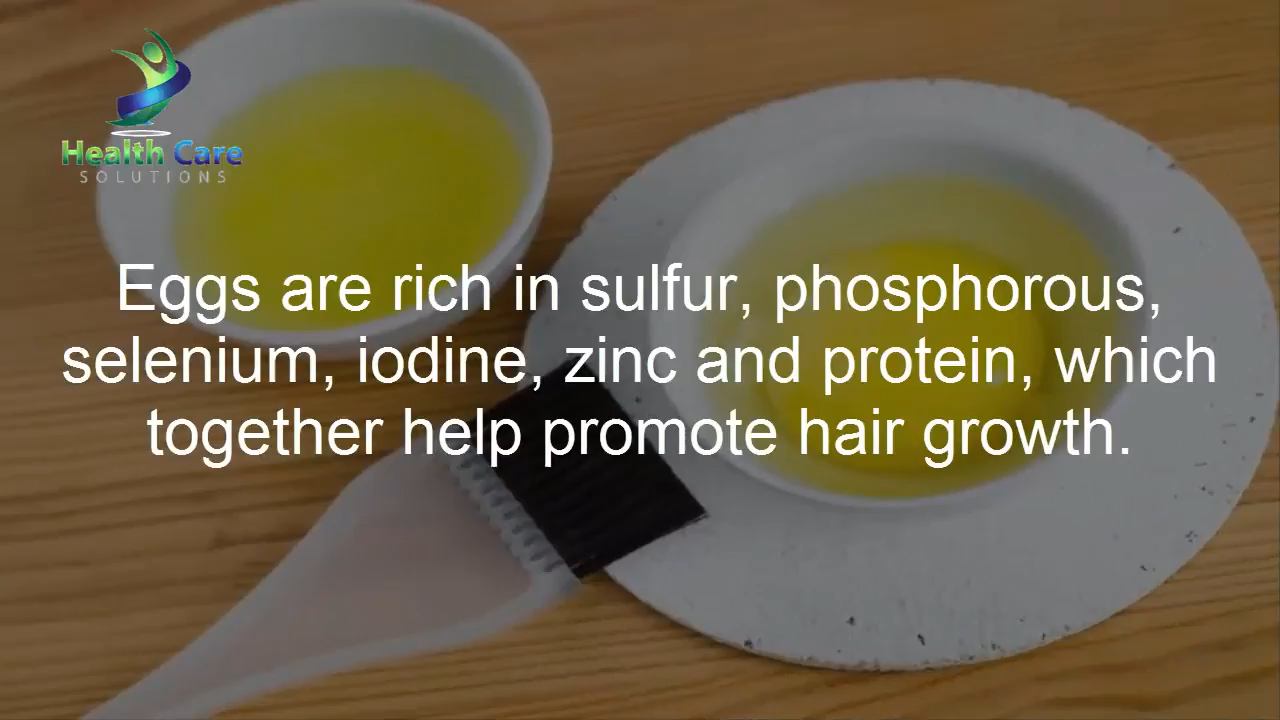 Health Care
SOLUTIONS
Eggs are rich in sulfur, phosphorous,
selenium, iodine, zinc and protein, which
together help promote hair growth.